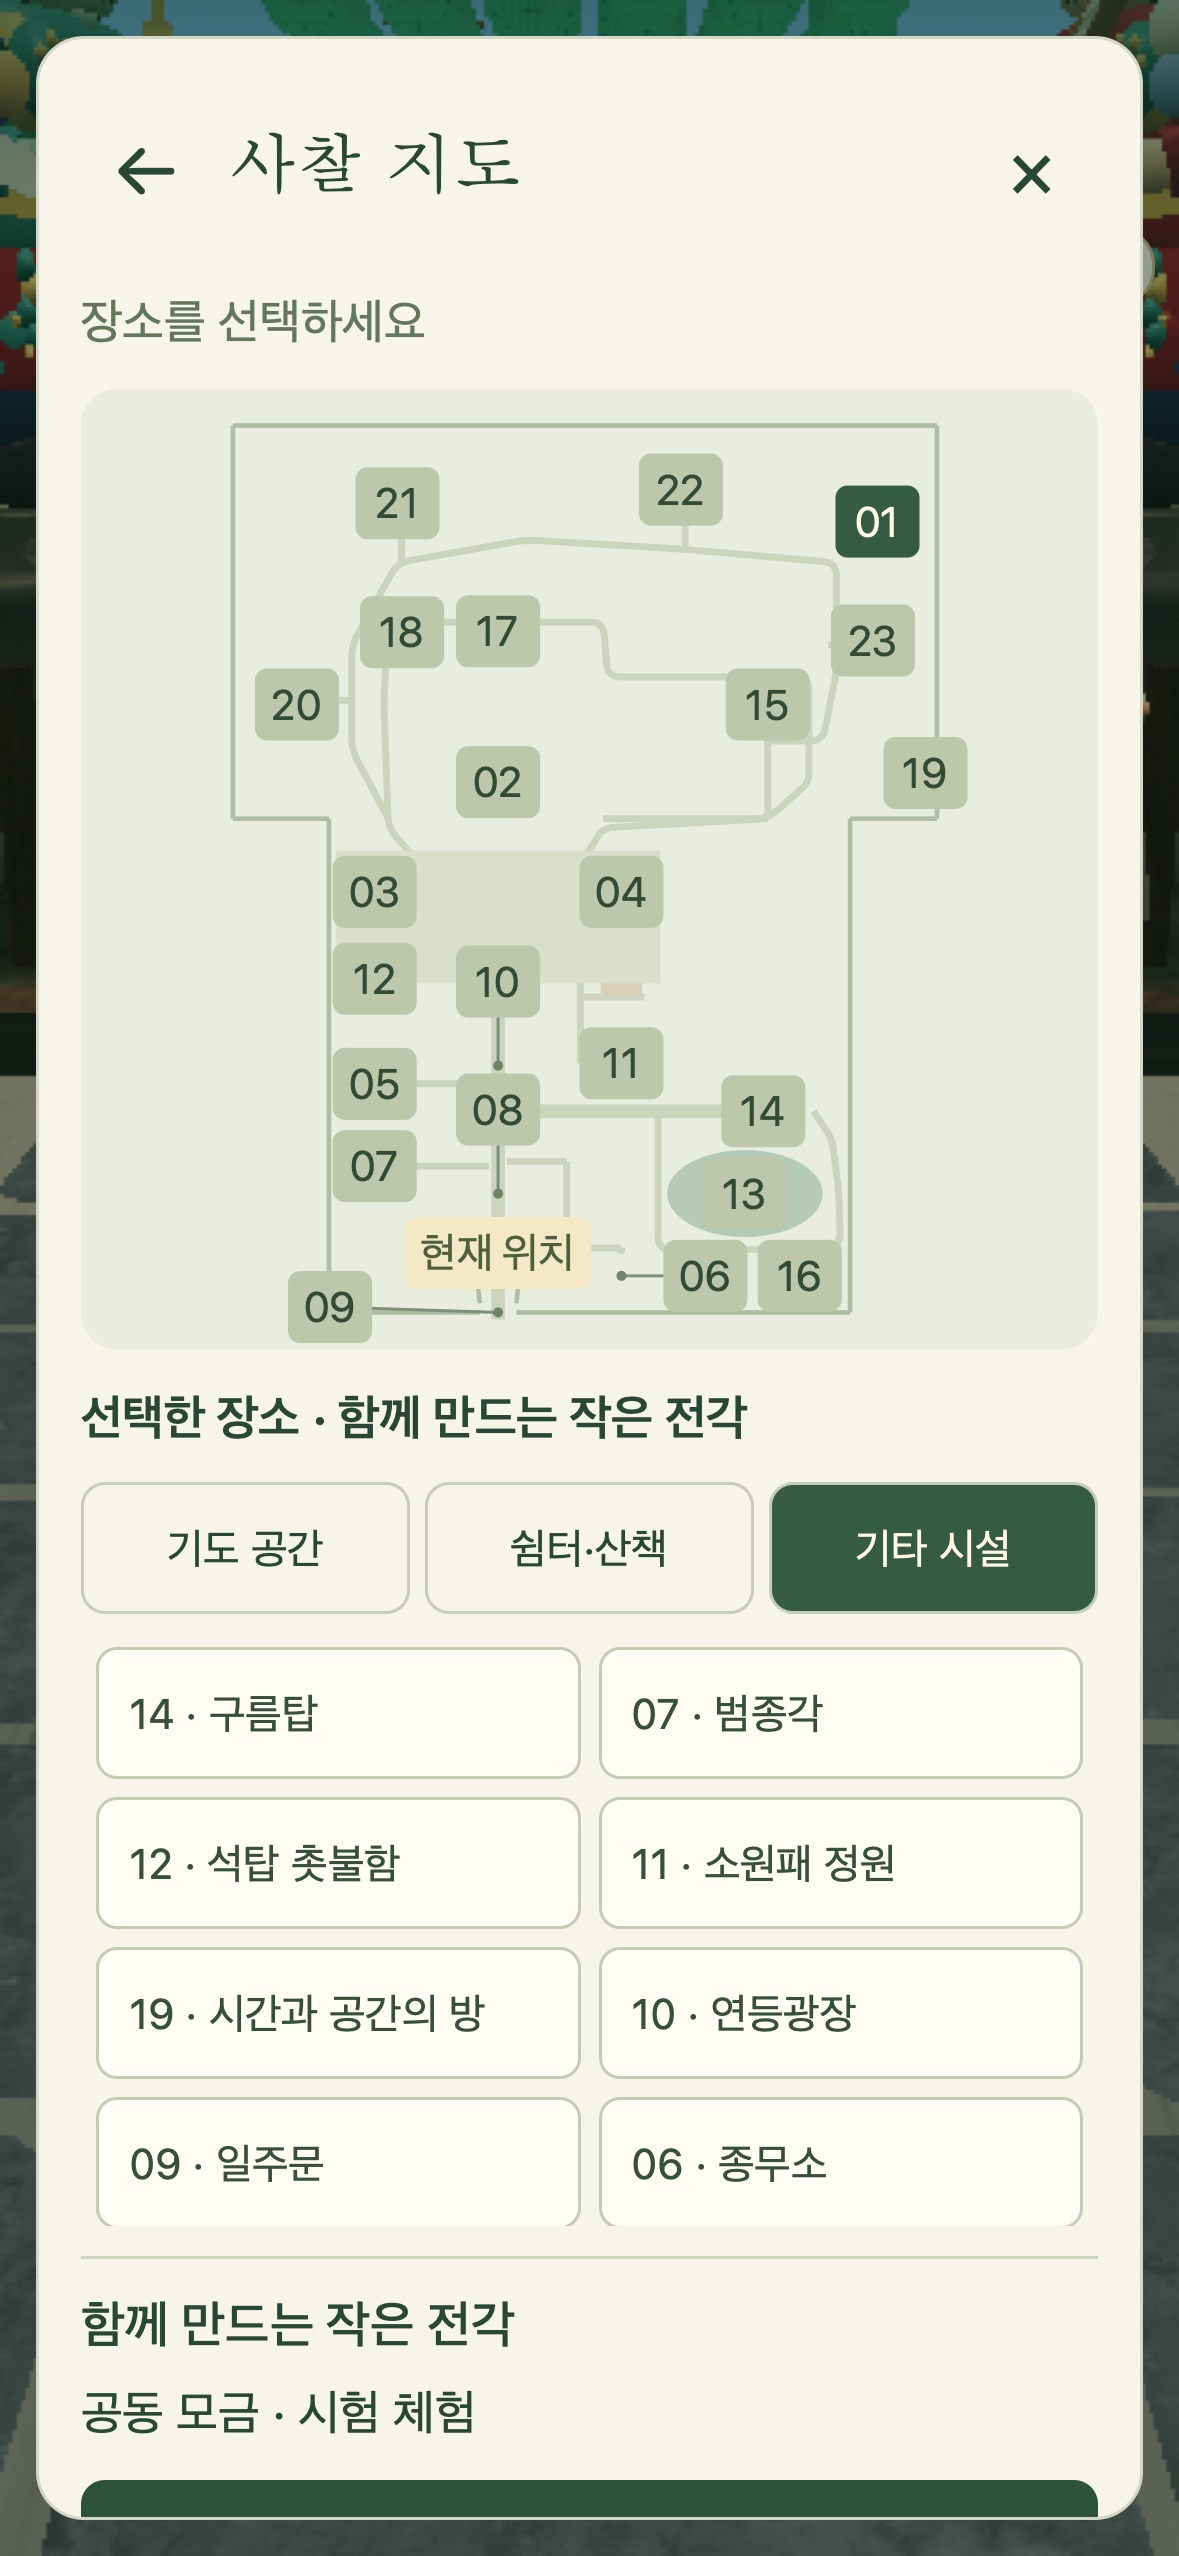 사찰 지도
장소를 선택하세요
21
22
01
18
17
23
20
15
02
19
03
04
12
10
11
05
08
14
07
13
현재 위치
06
16
09
선택한 장소 · 함께 만드는 작은 전각
기도 공간
쉼터·산책
기타 시설
14 · 구름탑
07 · 범종각
12 · 석탑 촛불함
11 · 소원패 정원
19 · 시간과 공간의 방
10 · 연등광장
09 · 일주문
06 · 종무소
함께 만드는 작은 전각
공동 모금 · 시험 체험